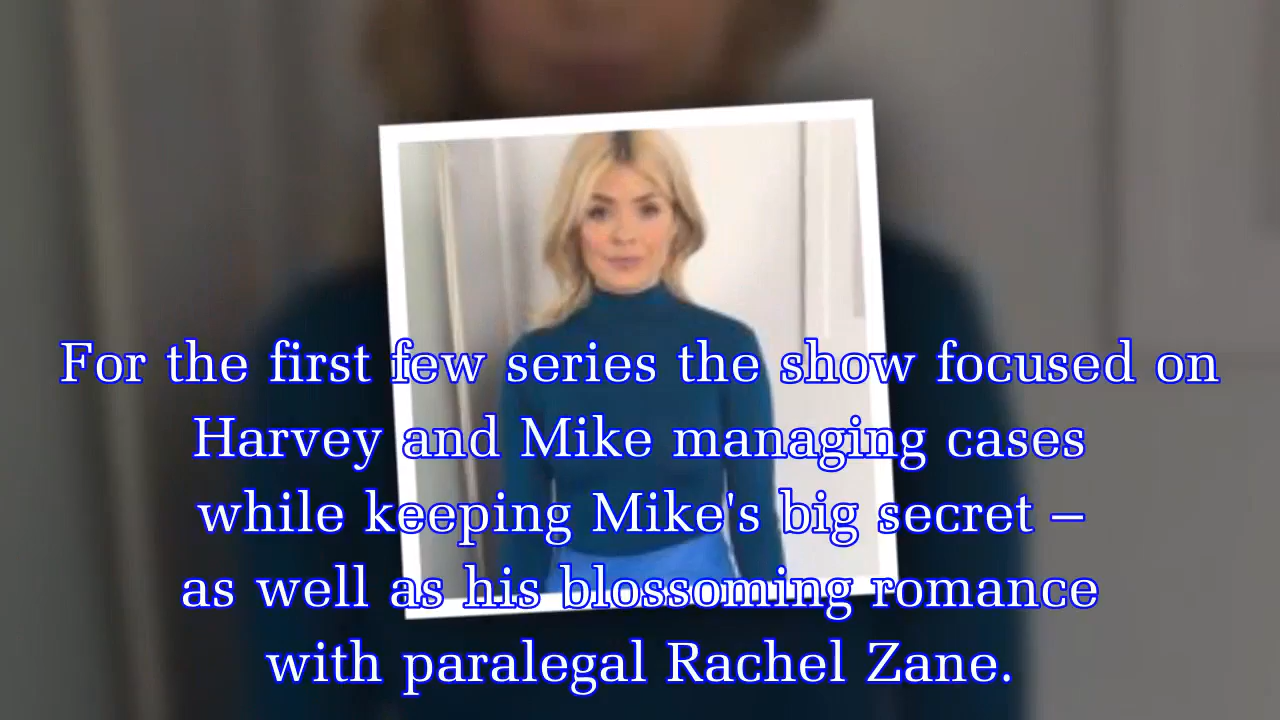 For the first few series the show focused on
Harvey and Mike managing cases
while keeping Mike's big secret –
as well as his blossoming romance
with paralegal Rachel Zane.